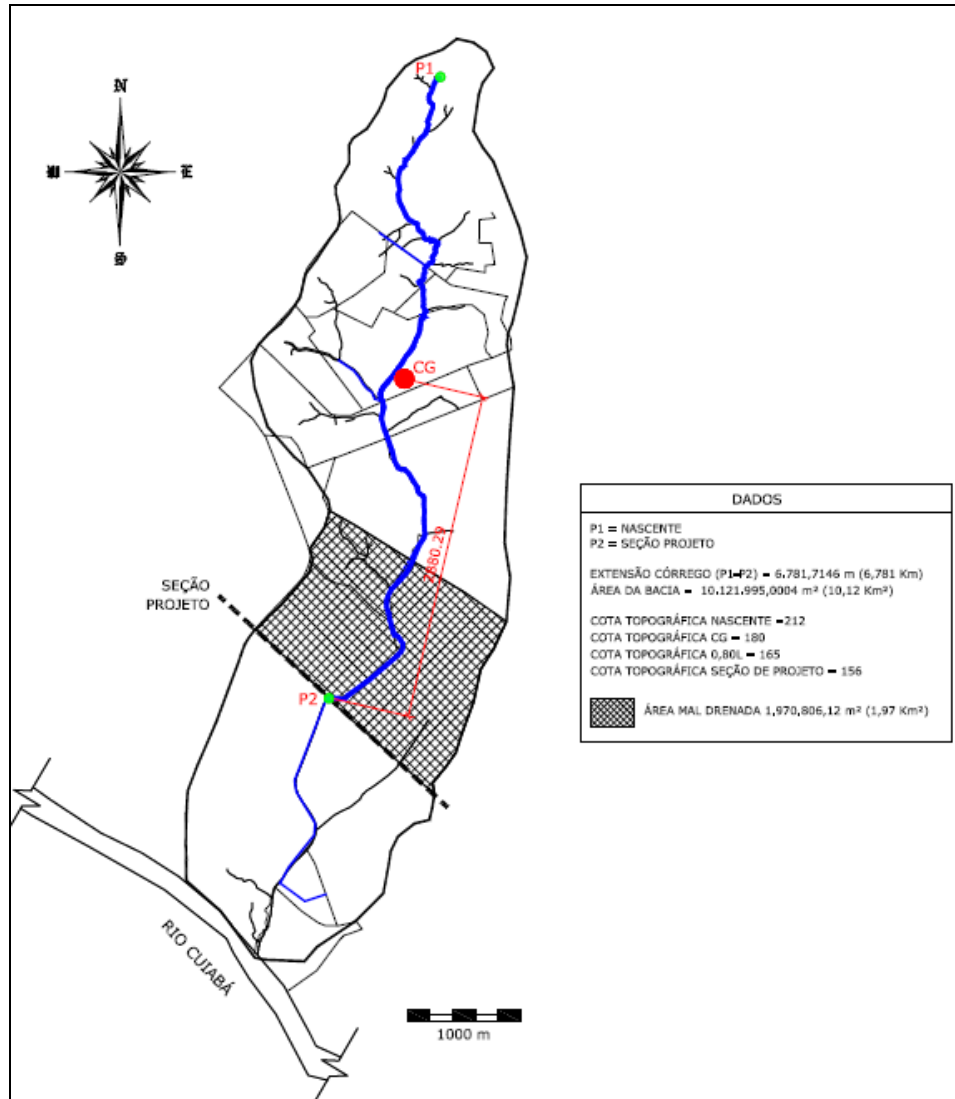 P1
N
E
S
CG
2880.29
SEÇÃO
PROJETO
P2
RIO CUIABÁ
1000 m
DADOS
P1 = NASCENTE
P2 = SEÇÃO PROJETO
EXTENSÃO CÓRREGO (P1-P2) = 6.781,7146 m (6,781 Km)
ÁREA DA BACIA = 10.121.995,0004 m² (10,12 Km²)
COTA TOPOGRÁFICA NASCENTE =212
COTA TOPOGRÁFICA CG = 180
COTA TOPOGRÁFICA 0,80L = 165
COTA TOPOGRÁFICA SEÇÃO DE PROJETO = 156
ÁREA MAL DRENADA 1,970,806,12 m² (1,97 Km²)